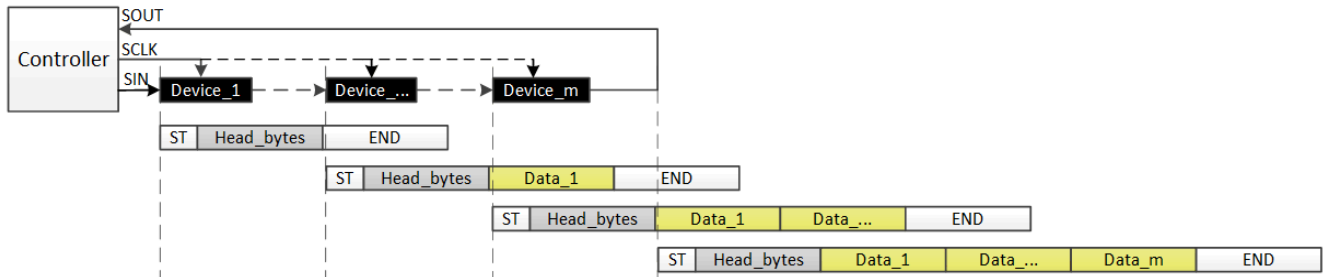 SOUT
Controller
SCLK
SIN
Device_1 Device_... Device_m
ST Head_bytes END
ST Head_bytes Data_1 END
ST Head_bytes Data_1 Data_... END
ST Head_bytes Data_1 Data_... Data_m END